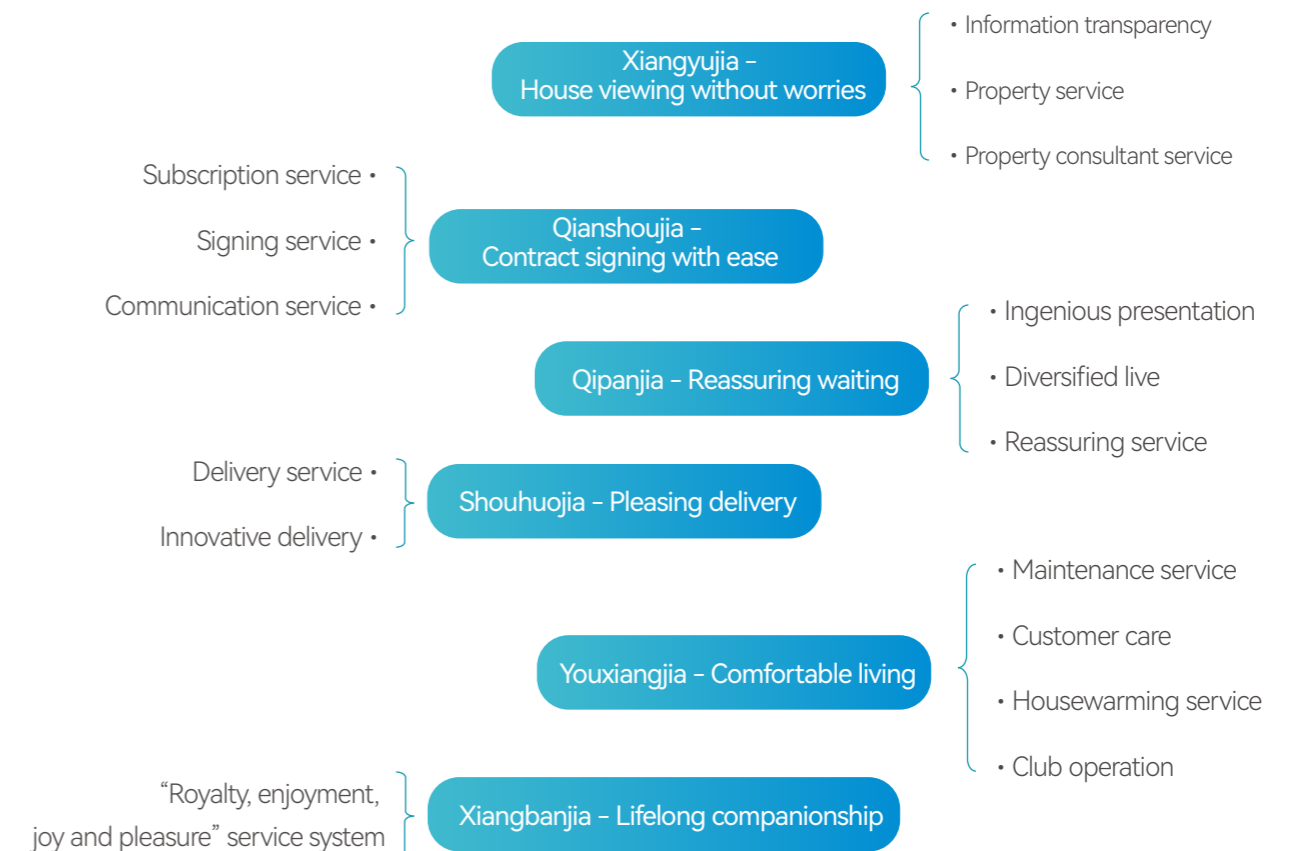 Xiangyujia –
House viewing without worries
• Information transparency
• Property service
• Property consultant service
Subscription service •
Signing service •
Communication service •
Qianshoujia –
Contract signing with ease
Qipanjia – Reassuring waiting
• Ingenious presentation
• Diversified live
• Reassuring service
Delivery service •
Innovative delivery •
Shouhuojia – Pleasing delivery
Youxiangjia – Comfortable living
• Maintenance service
• Customer care
• Housewarming service
• Club operation
“Royalty, enjoyment,
joy and pleasure” service system
Xiangbanjia – Lifelong companionship